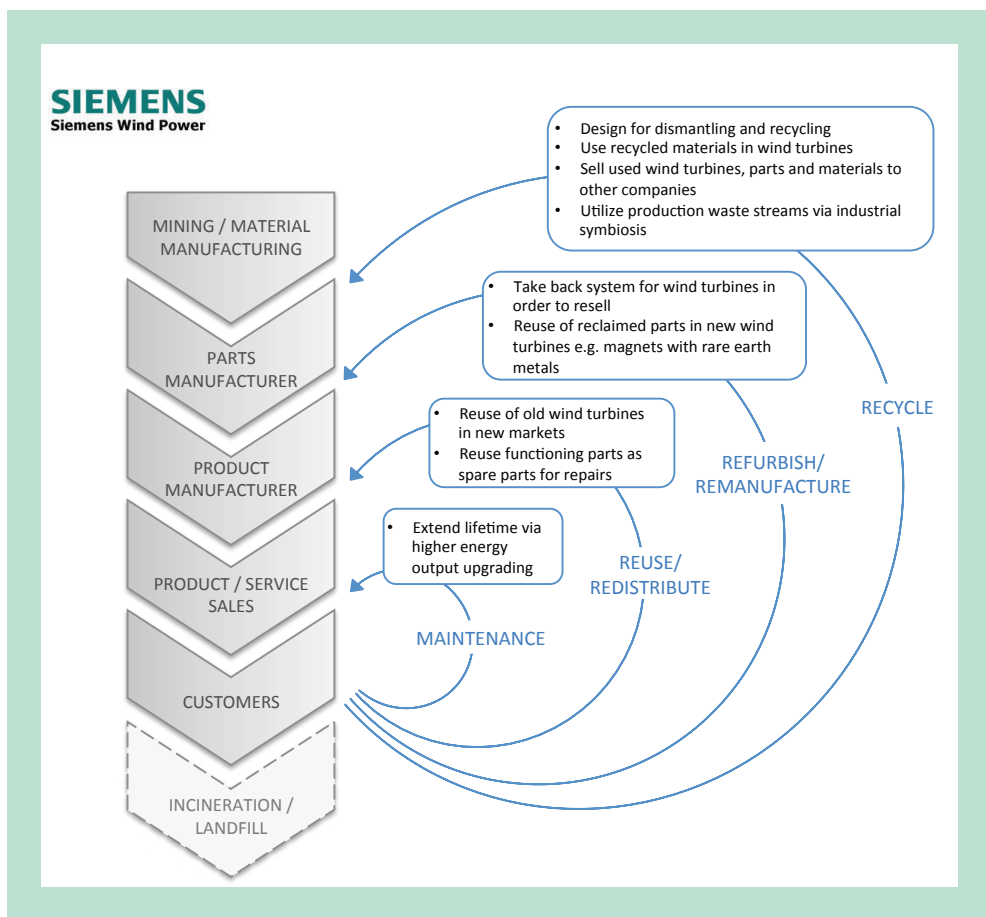 SIEMENS
Siemens Wind Power
• Design for dismantling and recycling
• Use recycled materials in wind turbines
• Sell used wind turbines, parts and materials to
other companies
• Utilize production waste streams via industrial
symbiosis
MINING / MATERIAL
MANUFACTURING
• Take back system for wind turbines in
order to resell
• Reuse of reclaimed parts in new wind
turbines e.g. magnets with rare earth
metals
PARTS
MANUFACTURER
RECYCLE
• Reuse of old wind turbines
in new markets
• Reuse functioning parts as
spare parts for repairs
REFURBISH/
REMANUFACTURE
PRODUCT
MANUFACTURER
• Extend lifetime via
higher energy
output upgrading
REUSE/
REDISTRIBUTE
PRODUCT / SERVICE
SALES
MAINTENANCE
CUSTOMERS
INCINERATION /
LANDFILL